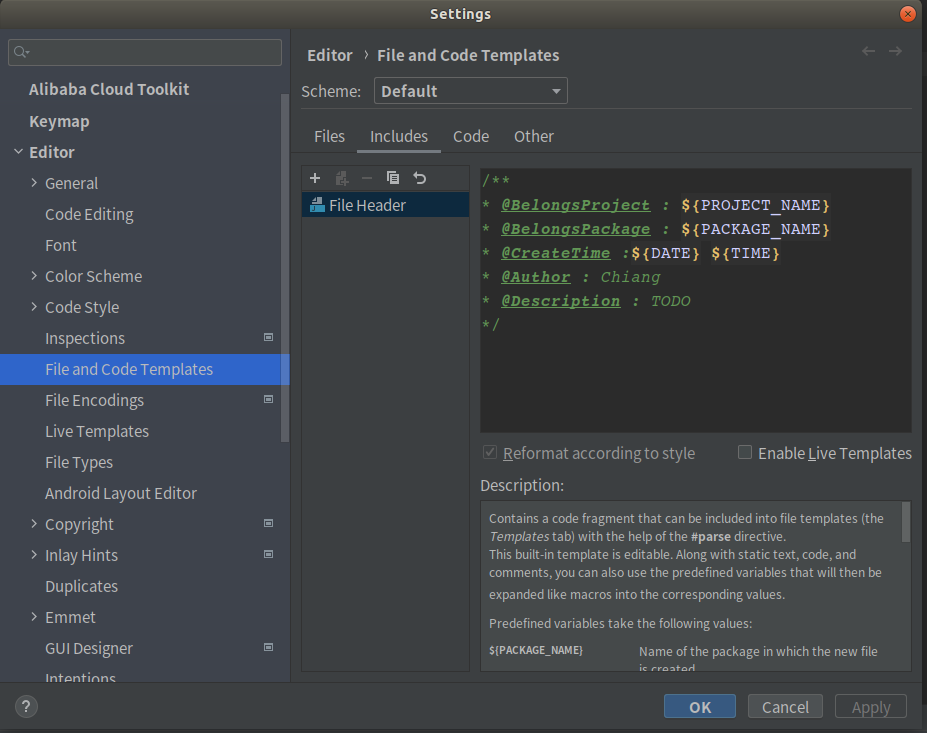 Settings
Alibaba Cloud Toolkit
Keymap
Editor
General
Code Editing
Font
Color Scheme
Code Style
Inspections
File and Code Templates
File Encodings
Live Templates
File Types
Android Layout Editor
Copyright
Inlay Hints
Duplicates
Emmet
GUI Designer
Intentions
Editor › File and Code Templates
Scheme: Default
Files Includes Code Other
File Header
/**
* @BelongsProject : ${PROJECT_NAME}
* @BelongsPackage : ${PACKAGE_NAME}
* @CreateTime :${DATE} ${TIME}
* @Author : Chiang
* @Description : TODO
*/
Reformat according to style Enable Live Templates
Description:
Contains a code fragment that can be included into file templates (the
Templates tab) with the help of the #parse directive.
This built-in template is editable. Along with static text, code, and
comments, you can also use the predefined variables that will then be
expanded like macros into the corresponding values.
Predefined variables take the following values:
${PACKAGE_NAME} Name of the package in which the new file
is created
? OK Cancel Apply